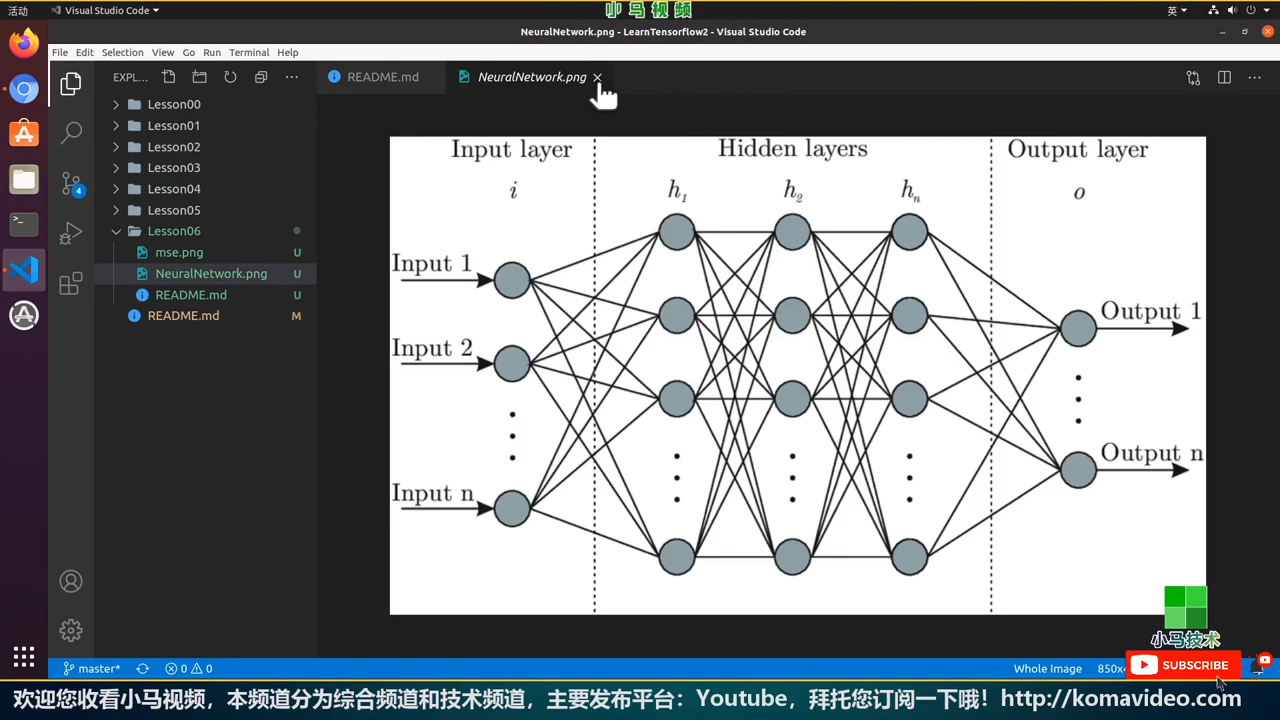 活动
Visual Studio Code
小马视频
英
NeuralNetwork.png - LearnTensorflow2 - Visual Studio Code
File Edit Selection View Go Run Terminal Help
EXPL...
README.md
NeuralNetwork.png
Lesson00
Lesson01
Lesson02
Lesson03
Lesson04
Lesson05
Lesson06
mse.png U
NeuralNetwork.png U
README.md U
README.md M
4
Input layer
Hidden layers
Output layer
i
h1
h2
hn
o
Input 1
Input 2
Input n
Output 1
Output n
小马技术
SUBSCRIBE
master*
0 0
Whole Image
欢迎您收看小马视频，本频道分为综合频道和技术频道，主要发布平台：Youtube，拜托您订阅一下哦！http://komavideo.com